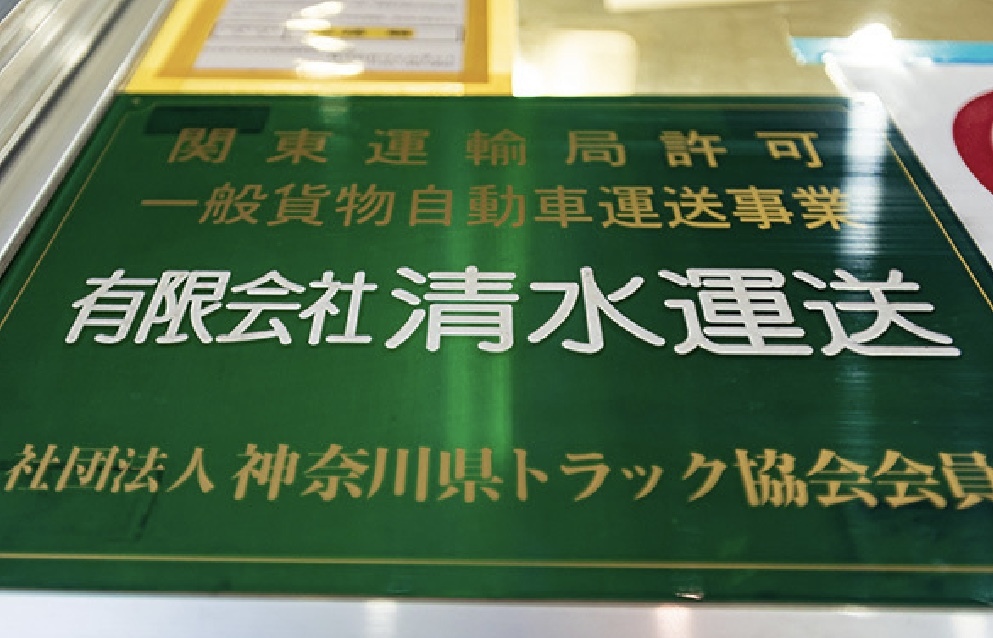 関東運輸局許可
一般貨物自動車運送事業
有限会社清水運送
社団法人神奈川県トラック協会会員